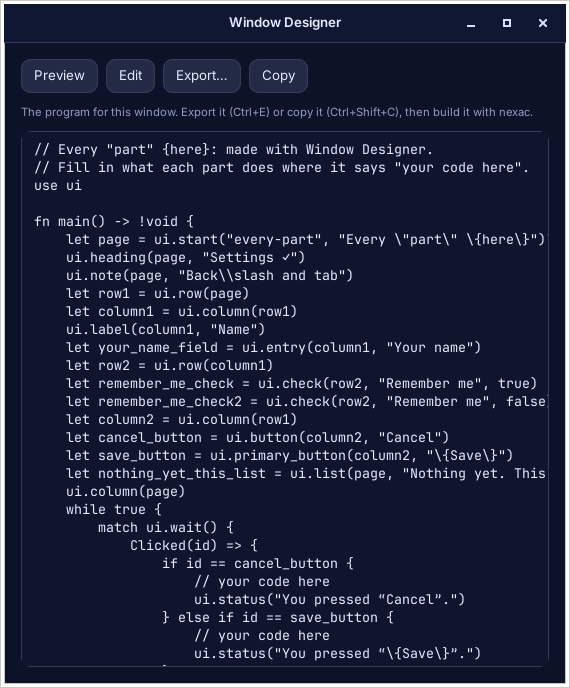 Window Designer
Preview Edit Export... Copy
The program for this window. Export it (Ctrl+E) or copy it (Ctrl+Shift+C), then build it with nexac.
// Every "part" {here}: made with Window Designer.
// Fill in what each part does where it says "your code here".
use ui

fn main() -> !void {
    let page = ui.start("every-part", "Every \"part\" \{here\}")
    ui.heading(page, "Settings ✓")
    ui.note(page, "Back\\slash and tab")
    let row1 = ui.row(page)
    let column1 = ui.column(row1)
    ui.label(column1, "Name")
    let your_name_field = ui.entry(column1, "Your name")
    let row2 = ui.row(column1)
    let remember_me_check = ui.check(row2, "Remember me", true)
    let remember_me_check2 = ui.check(row2, "Remember me", false)
    let column2 = ui.column(row1)
    let cancel_button = ui.button(column2, "Cancel")
    let save_button = ui.primary_button(column2, "\{Save\}")
    let nothing_yet_this_list = ui.list(page, "Nothing yet. This
    ui.column(page)
    while true {
        match ui.wait() {
            Clicked(id) => {
                if id == cancel_button {
                    // your code here
                    ui.status("You pressed “Cancel”.")
                } else if id == save_button {
                    // your code here
                    ui.status("You pressed “\{Save\}”.")